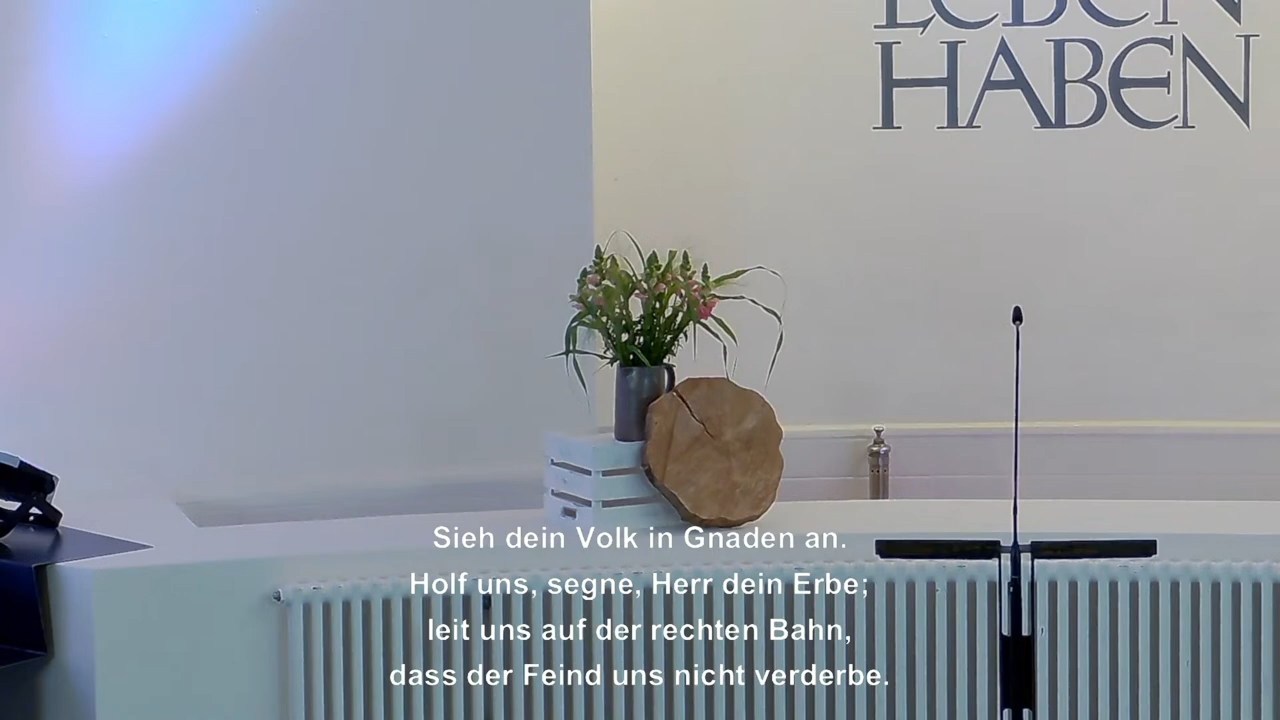 LEBEN
HABEN
Sieh dein Volk in Gnaden an.
Holf uns, segne, Herr dein Erbe;
leit uns auf der rechten Bahn,
dass der Feind uns nicht verderbe.